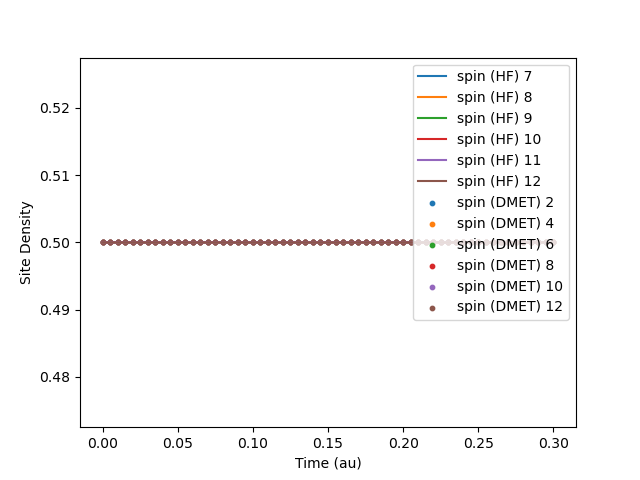 0.52
0.51
0.50
0.49
0.48
Site Density
spin (HF) 7
spin (HF) 8
spin (HF) 9
spin (HF) 10
spin (HF) 11
spin (HF) 12
spin (DMET) 2
spin (DMET) 4
spin (DMET) 6
spin (DMET) 8
spin (DMET) 10
spin (DMET) 12
0.00 0.05 0.10 0.15 0.20 0.25 0.30
Time (au)